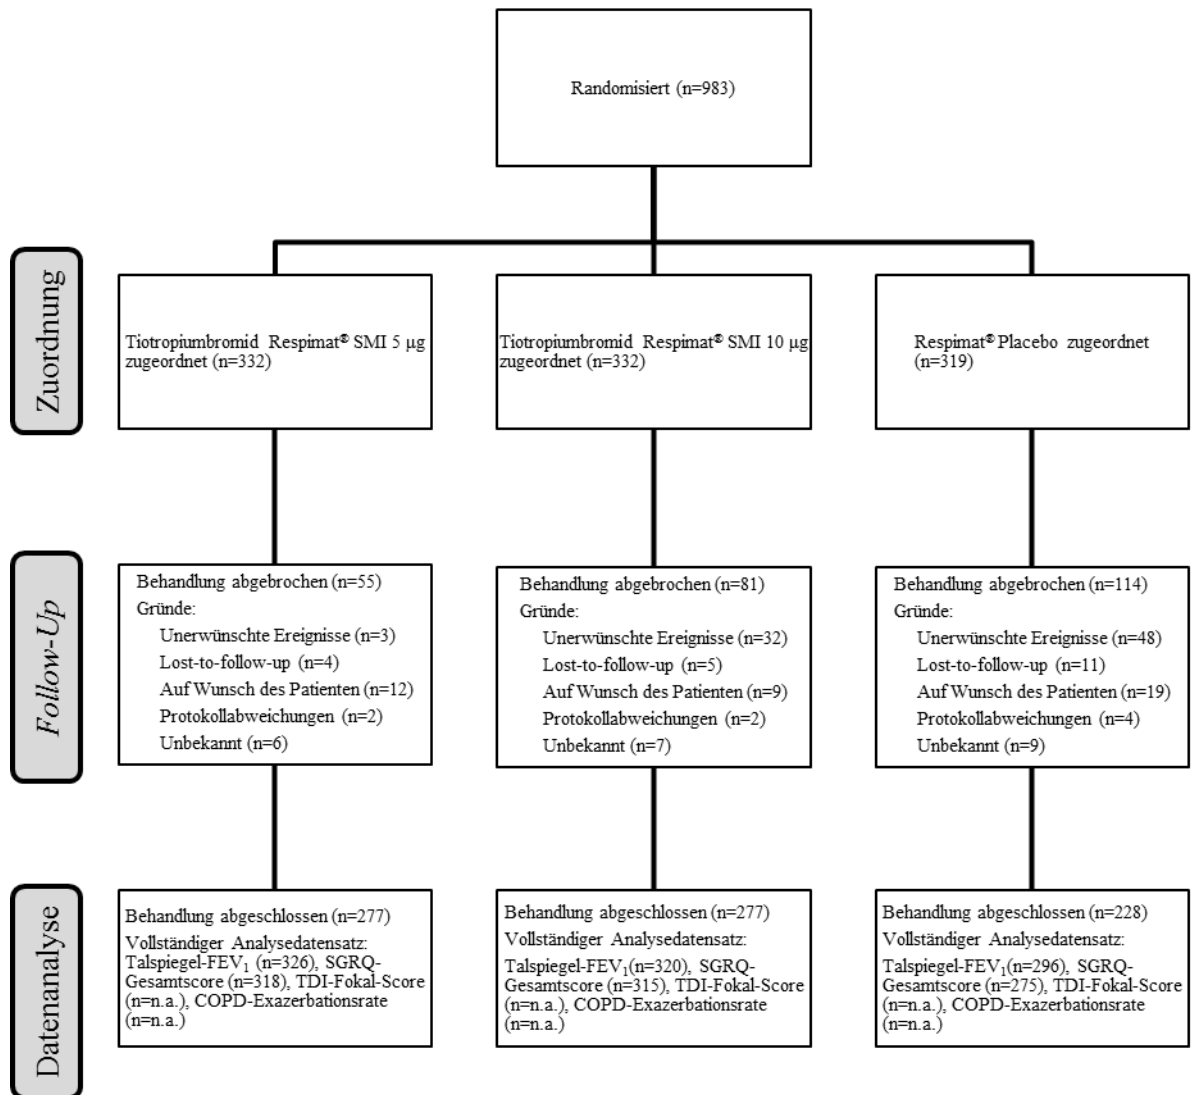 Randomisiert (n=983)
Zuordnung
Tiotropiumbromid Respimat® SMI 5 µg
zugeordnet (n=332)
Tiotropiumbromid Respimat® SMI 10 µg
zugeordnet (n=332)
Respimat® Placebo zugeordnet
(n=319)
Follow-Up
Behandlung abgebrochen (n=55)
Gründe:
Unerwünschte Ereignisse (n=3)
Lost-to-follow-up (n=4)
Auf Wunsch des Patienten (n=12)
Protokollabweichungen (n=2)
Unbekannt (n=6)
Behandlung abgebrochen (n=81)
Gründe:
Unerwünschte Ereignisse (n=32)
Lost-to-follow-up (n=5)
Auf Wunsch des Patienten (n=9)
Protokollabweichungen (n=2)
Unbekannt (n=7)
Behandlung abgebrochen (n=114)
Gründe:
Unerwünschte Ereignisse (n=48)
Lost-to-follow-up (n=11)
Auf Wunsch des Patienten (n=19)
Protokollabweichungen (n=4)
Unbekannt (n=9)
Datenanalyse
Behandlung abgeschlossen (n=277)
Vollständiger Analysedatensatz:
Talspiegel-FEV₁ (n=326), SGRQ-
Gesamtscore (n=318), TDI-Fokal-Score
(n=n.a.), COPD-Exazerbationsrate
(n=n.a.)
Behandlung abgeschlossen (n=277)
Vollständiger Analysedatensatz:
Talspiegel-FEV₁(n=320), SGRQ-
Gesamtscore (n=315), TDI-Fokal-Score
(n=n.a.), COPD-Exazerbationsrate
(n=n.a.)
Behandlung abgeschlossen (n=228)
Vollständiger Analysedatensatz:
Talspiegel-FEV₁(n=296), SGRQ-
Gesamtscore (n=275), TDI-Fokal-Score
(n=n.a.), COPD-Exazerbationsrate
(n=n.a.)